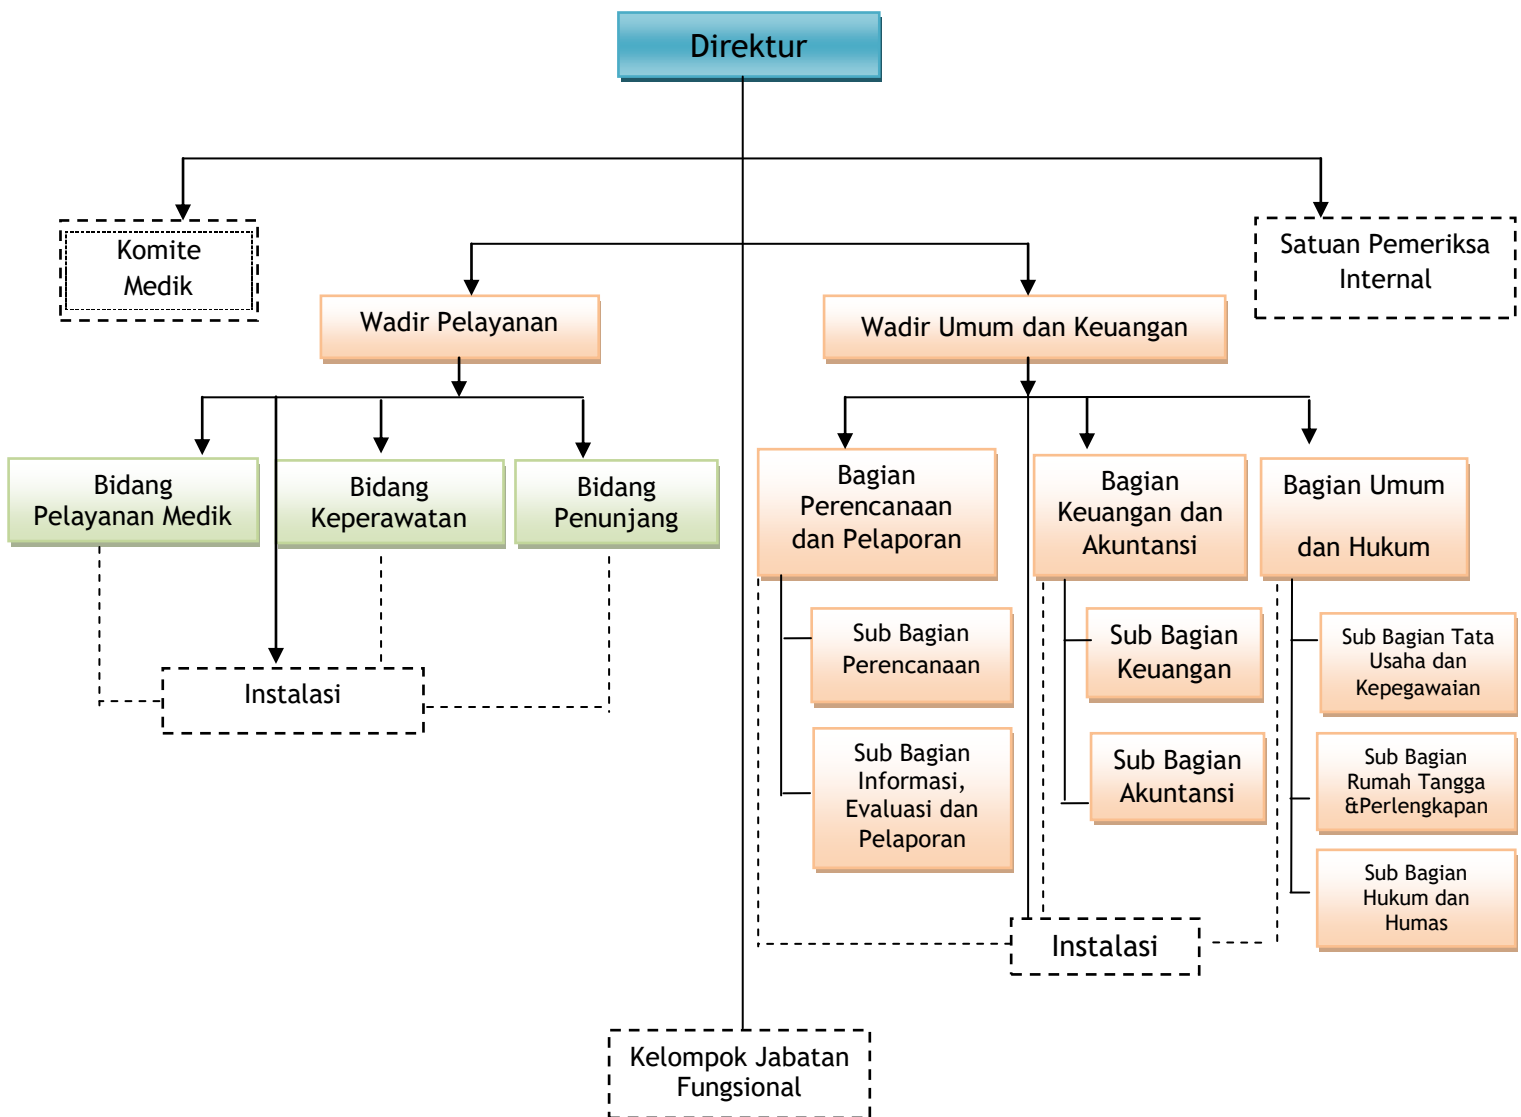 Direktur
Komite
Medik
Satuan Pemeriksa
Internal
Wadir Pelayanan
Wadir Umum dan Keuangan
Bidang
Pelayanan Medik
Bidang
Keperawatan
Bidang
Penunjang
Bagian
Perencanaan
dan Pelaporan
Bagian
Keuangan dan
Akuntansi
Bagian Umum
dan Hukum
Sub Bagian
Perencanaan
Sub Bagian
Keuangan
Sub Bagian Tata
Usaha dan
Kepegawaian
Instalasi
Sub Bagian
Informasi,
Evaluasi dan
Pelaporan
Sub Bagian
Akuntansi
Sub Bagian
Rumah Tangga
&Perlengkapan
Sub Bagian
Hukum dan
Humas
Instalasi
Kelompok Jabatan
Fungsional